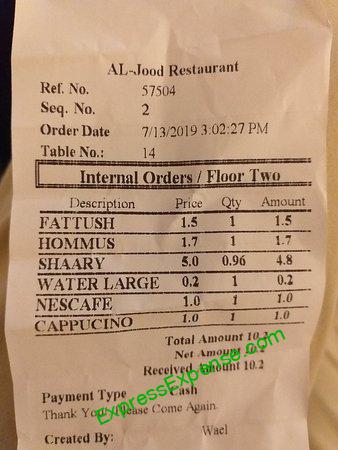 AL-Jood Restaurant
Ref. No. 57504
Seq. No. 2
Order Date 7/13/2019 3:02:27 PM
Table No.: 14
Internal Orders / Floor Two
Description Price Qty Amount
FATTUSH 1.5 1 1.5
HOMMUS 1.7 1 1.7
SHAARY 5.0 0.96 4.8
WATER LARGE 0.2 1 0.2
NESCAFE 1.0 1 1.0
CAPPUCINO 1.0 1 1.0
Total Amount 10.2
Net Amount 10.2
Received Amount 10.2
Payment Type Cash
Thank You, Please Come Again.
Created By: Wael
ExpressExpense.com